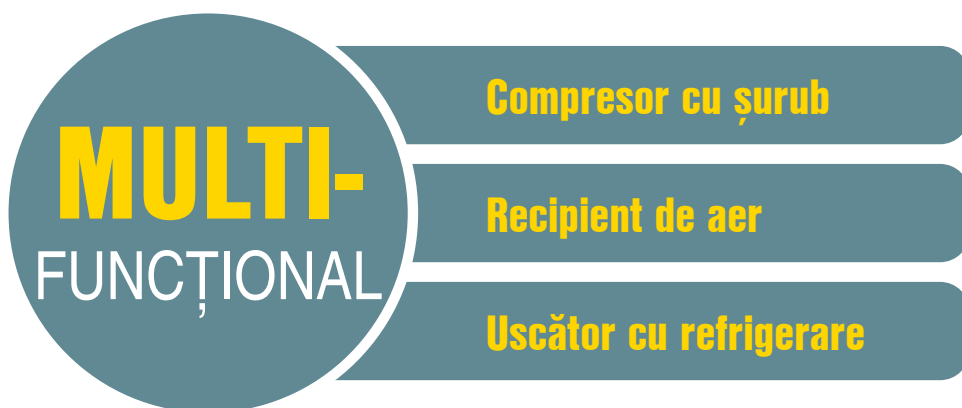 MULTI-
FUNCȚIONAL
Compresor cu șurub
Recipient de aer
Uscător cu refrigerare